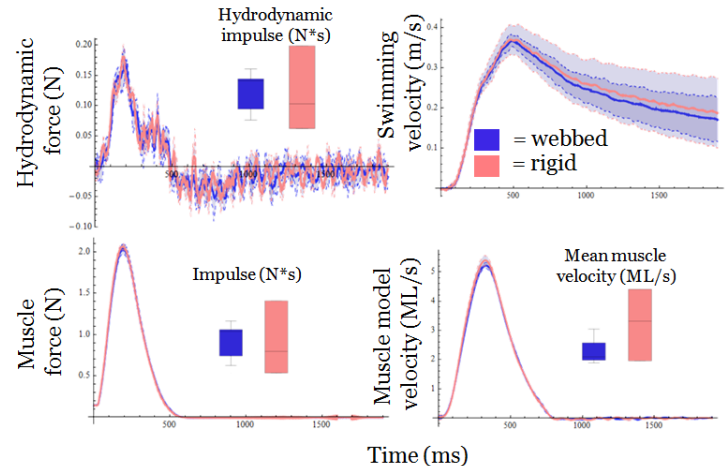 Hydrodynamic
impulse (N*s)
Hydrodynamic
force (N)
0.20
0.15
0.10
0.05
-0.05
-0.10
500
1000
1500
Swimming
velocity (m/s)
0.4
0.3
0.2
0.1
500
1000
1500
= webbed
= rigid
Impulse (N*s)
Muscle
force (N)
2.0
1.5
1.0
0.5
500
1000
1500
Mean muscle
velocity (ML/s)
Muscle model
velocity (ML/s)
5
4
3
2
1
0
500
1000
1500
Time (ms)